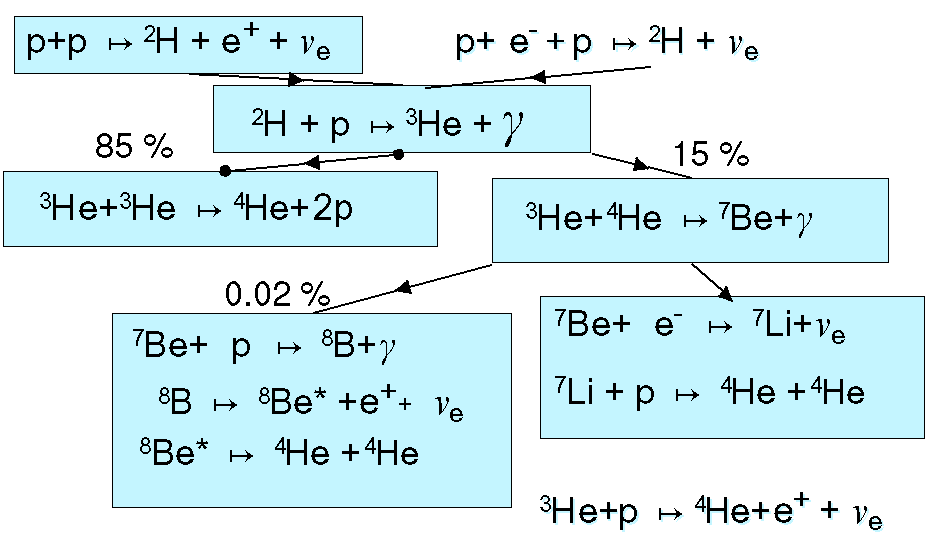 p+p ↦ ²H + e⁺ + νₑ
p+ e⁻ +p ↦ ²H + νₑ
²H + p ↦ ³He + γ
85 %
15 %
³He+³He ↦ ⁴He+2p
³He+⁴He ↦ ⁷Be+γ
0.02 %
⁷Be+ p ↦ ⁸B+γ
⁸B ↦ ⁸Be* +e⁺+ νₑ
⁸Be* ↦ ⁴He +⁴He
⁷Be+ e⁻ ↦ ⁷Li+νₑ
⁷Li + p ↦ ⁴He +⁴He
³He+p ↦ ⁴He+e⁺ + νₑ